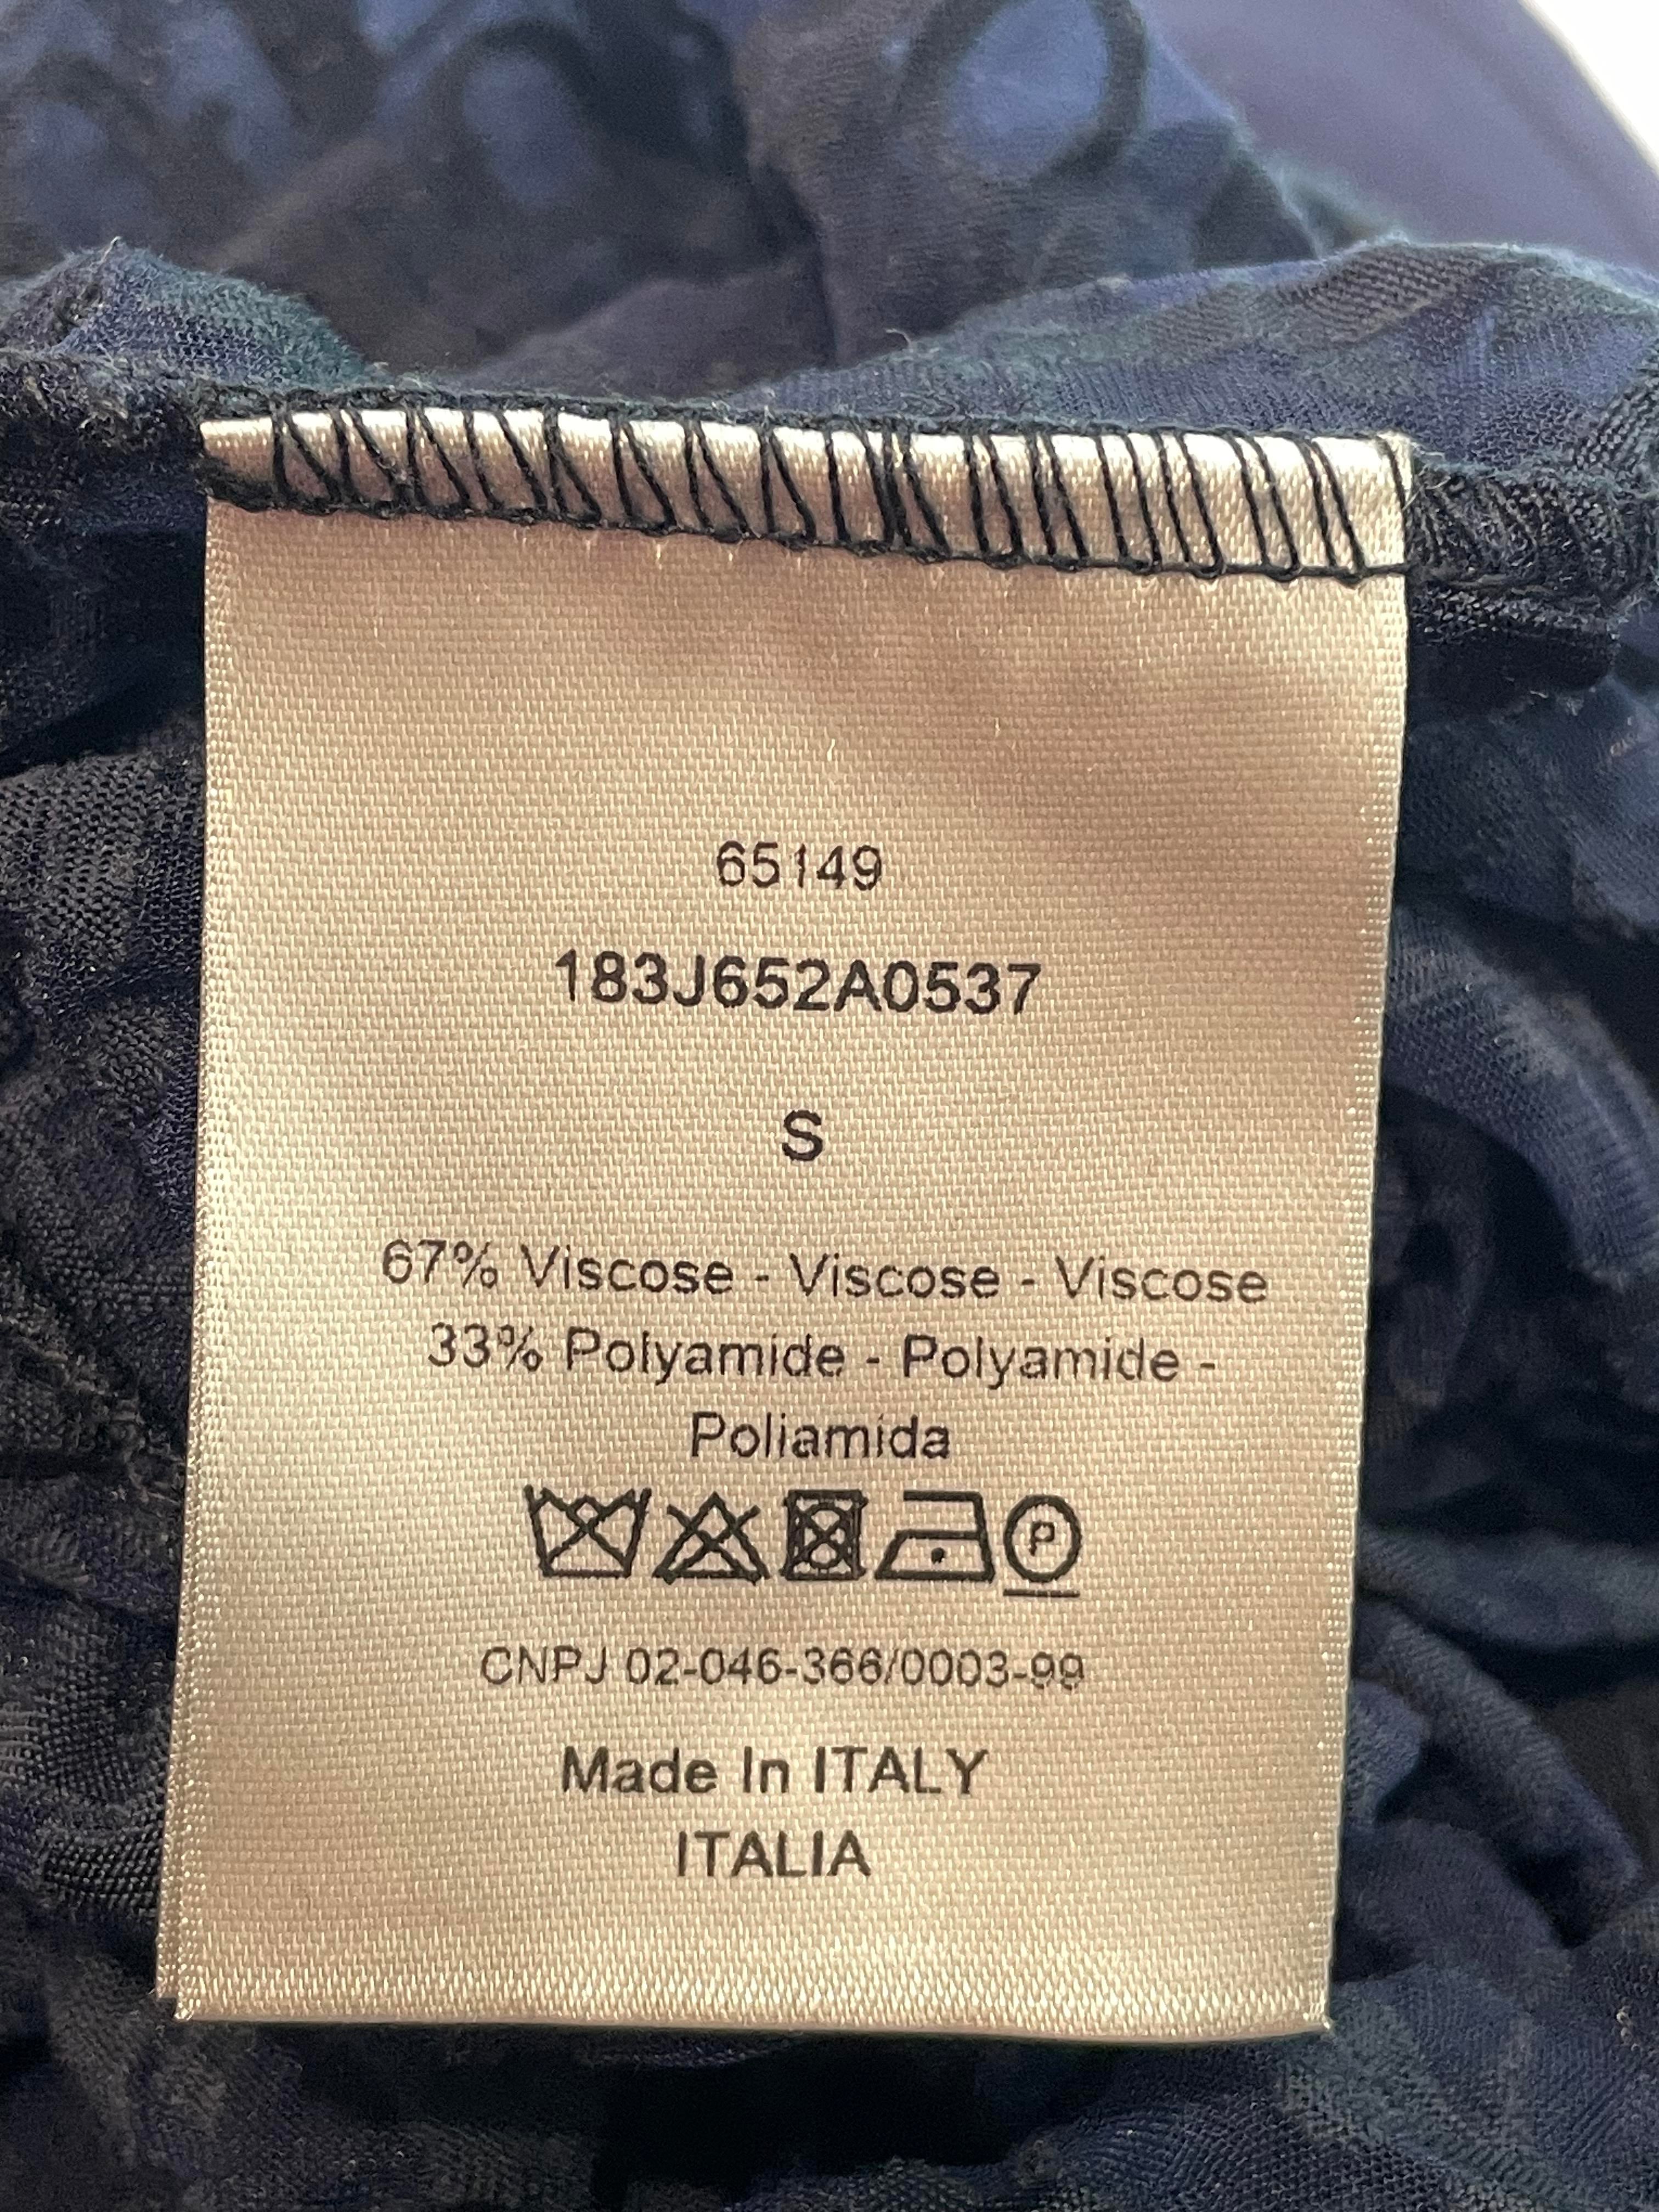 65149
183J652A0537
S
67% Viscose - Viscose - Viscose
33% Polyamide - Polyamide -
Poliamida
P
CNPJ 02-046-366/0003-99
Made In ITALY
ITALIA